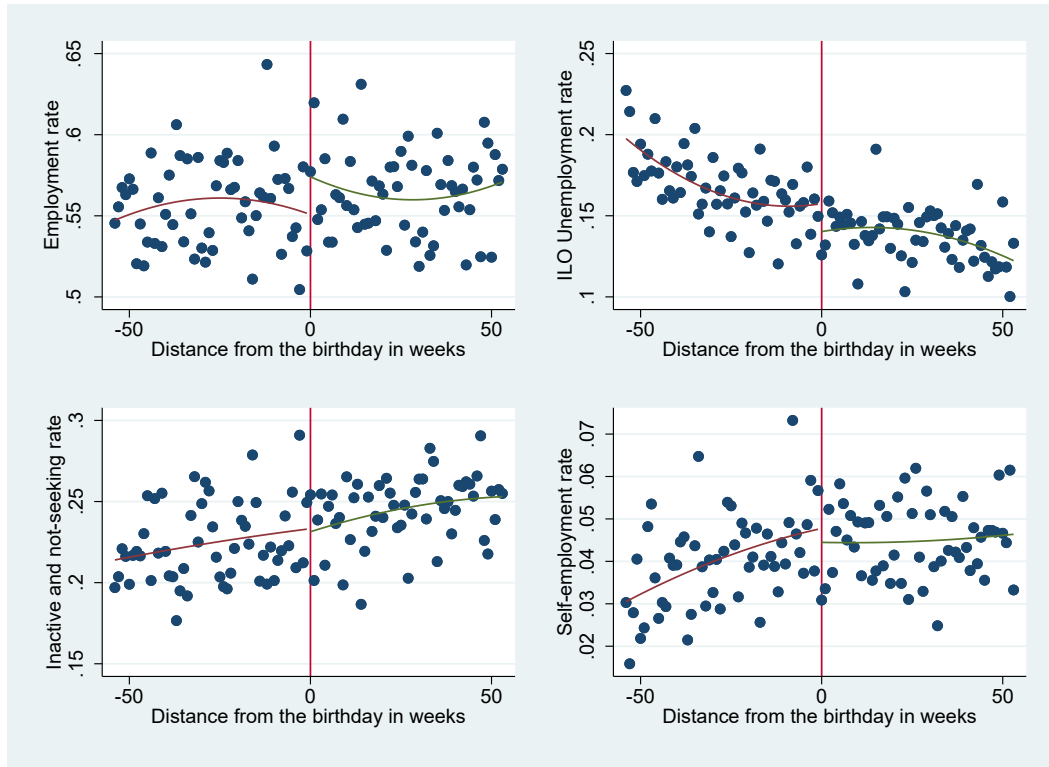 Employment rate
.65
.6
.55
.5
-50 0 50
Distance from the birthday in weeks
ILO Unemployment rate
.25
.2
.15
.1
-50 0 50
Distance from the birthday in weeks
Inactive and not-seeking rate
.3
.25
.2
.15
-50 0 50
Distance from the birthday in weeks
Self-employment rate
.07
.06
.05
.04
.03
.02
-50 0 50
Distance from the birthday in weeks